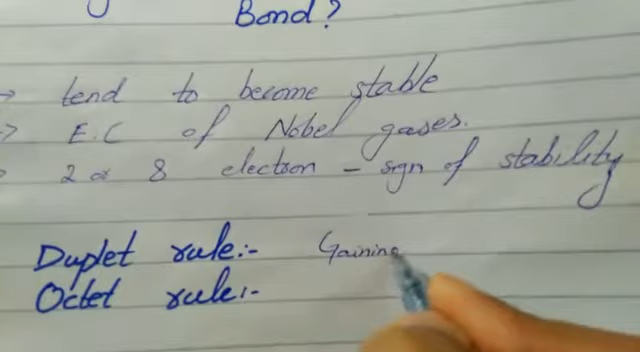 Bond?
→ tend to become stable
→ E.C of Nobel gases.
2 or 8 electron - sign of stability
Duplet rule:- Gaining
Octet rule:-